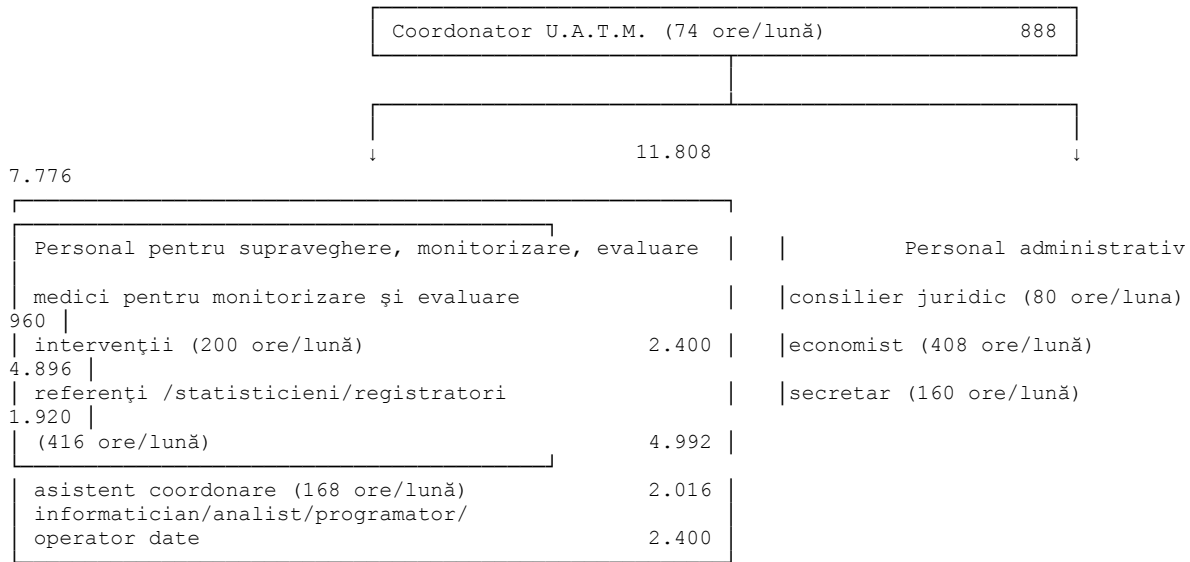 Coordonator U.A.T.M. (74 ore/lună) 888
↓ 11.808 ↓
7.776
Personal pentru supraveghere, monitorizare, evaluare Personal administrativ
medici pentru monitorizare şi evaluare consilier juridic (80 ore/luna)
960
intervenţii (200 ore/lună) 2.400 economist (408 ore/lună)
4.896
referenţi /statisticieni/registratori secretar (160 ore/lună)
1.920
(416 ore/lună) 4.992
asistent coordonare (168 ore/lună) 2.016
informatician/analist/programator/
operator date 2.400